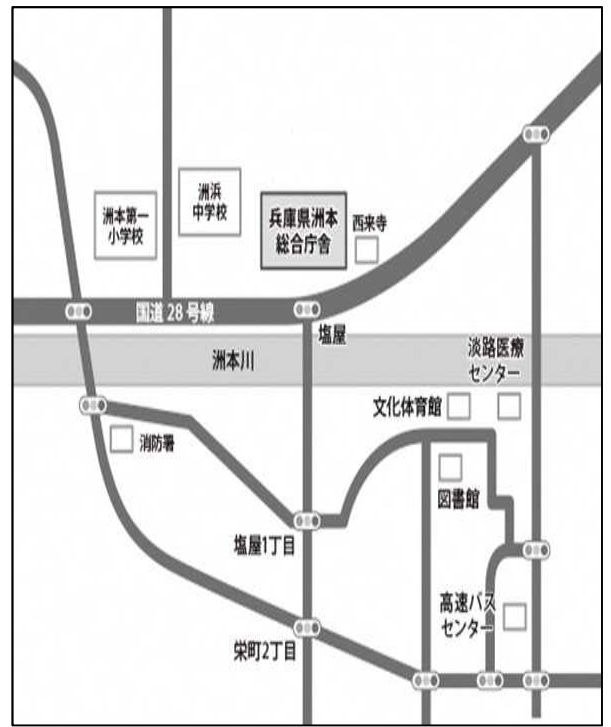 洲浜
中学校
洲本第一
小学校
兵庫県洲本
総合庁舎
西来寺
国道28号線
塩屋
洲本川
淡路医療
センター
文化体育館
消防署
図書館
塩屋1丁目
高速バス
センター
栄町2丁目